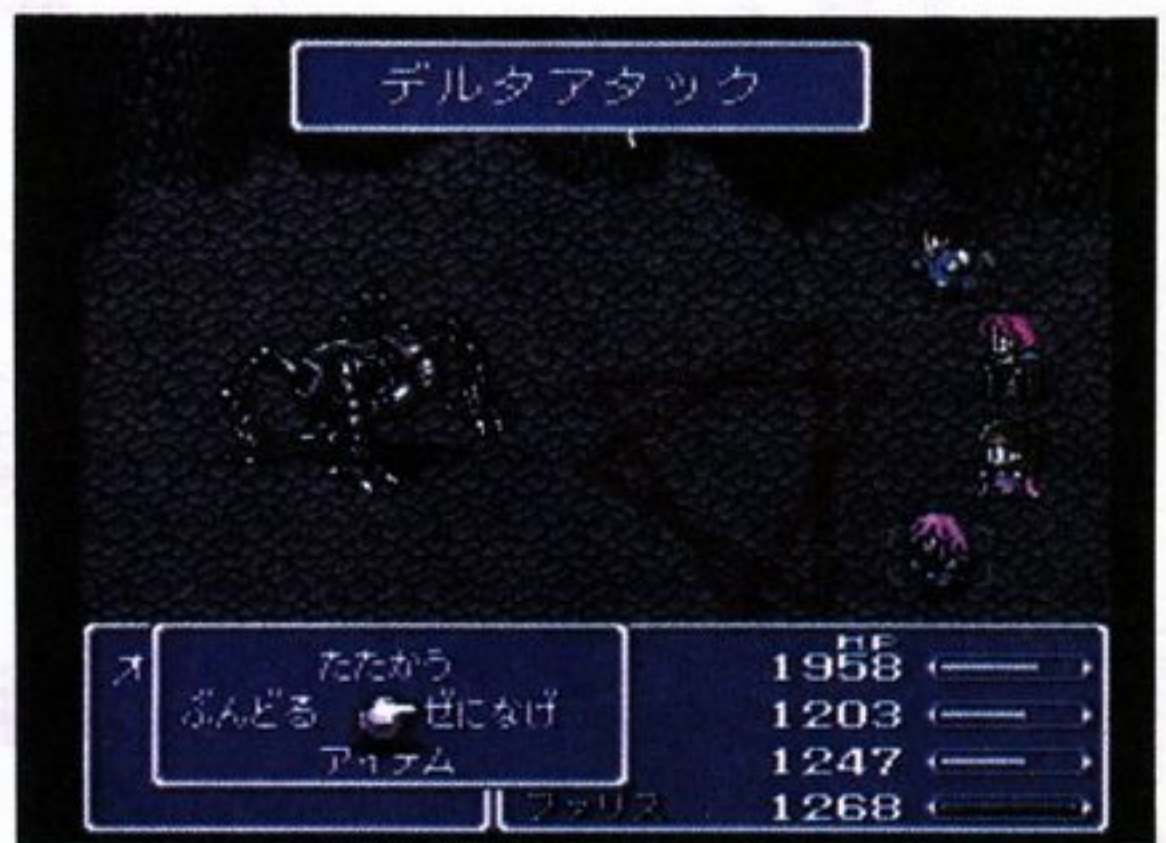 デルタアタック
オ
たたかう
ぶんどる ぜになげ
アイテム
HP
1958
1203
1247
ファリス 1268